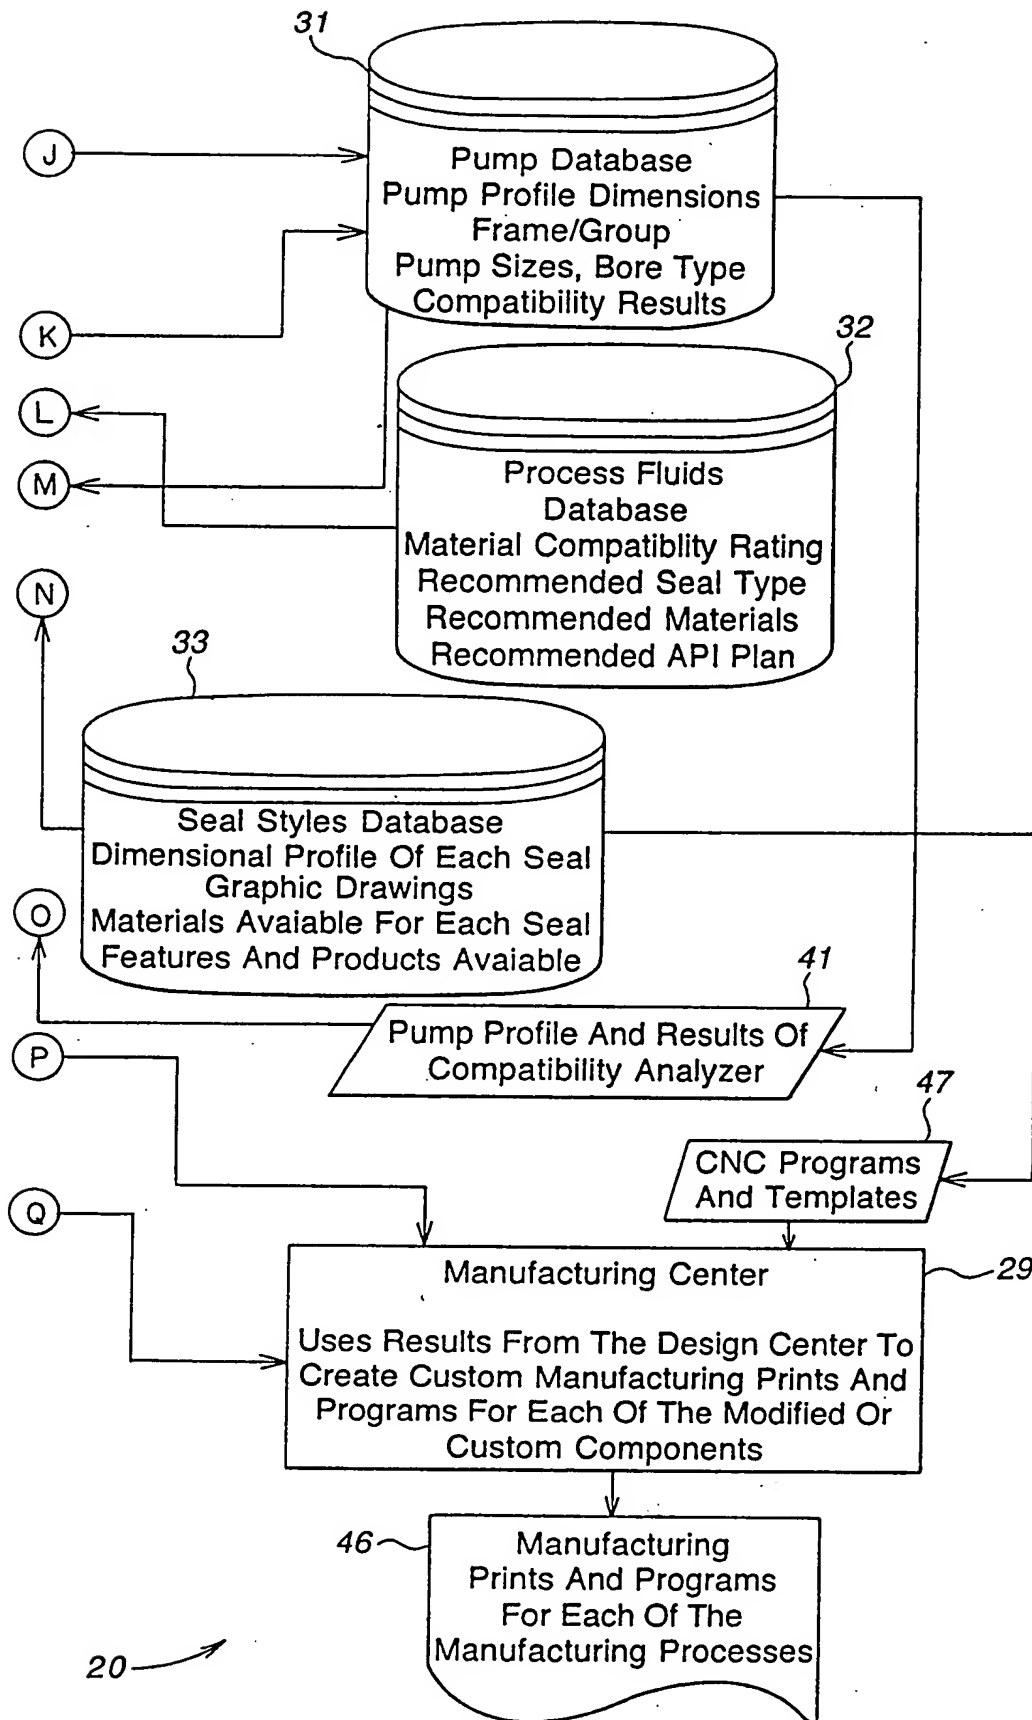 31
J
Pump Database
Pump Profile Dimensions
Frame/Group
Pump Sizes, Bore Type
Compatibility Results
K
32
L
M
Process Fluids
Database
Material Compatiblity Rating
Recommended Seal Type
Recommended Materials
Recommended API Plan
N
33
Seal Styles Database
Dimensional Profile Of Each Seal
Graphic Drawings
Materials Avaiable For Each Seal
Features And Products Avaiable
O
41
Pump Profile And Results Of
Compatibility Analyzer
P
47
CNC Programs
And Templates
Q
Manufacturing Center
29
Uses Results From The Design Center To
Create Custom Manufacturing Prints And
Programs For Each Of The Modified Or
Custom Components
46
Manufacturing
Prints And Programs
For Each Of The
Manufacturing Processes
20